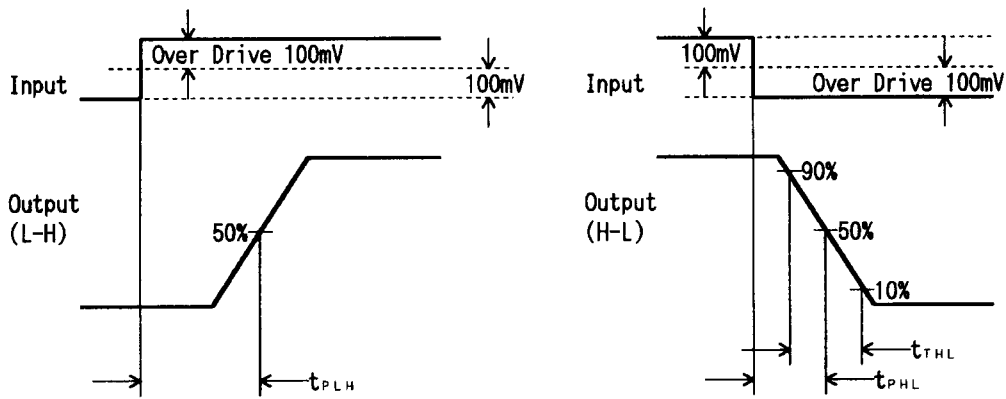 Over Drive 100mV
Input
100mV
Output
(L-H)
50%
tPLH
100mV
Input
Over Drive 100mV
90%
Output
(H-L)
50%
10%
tTHL
tPHL